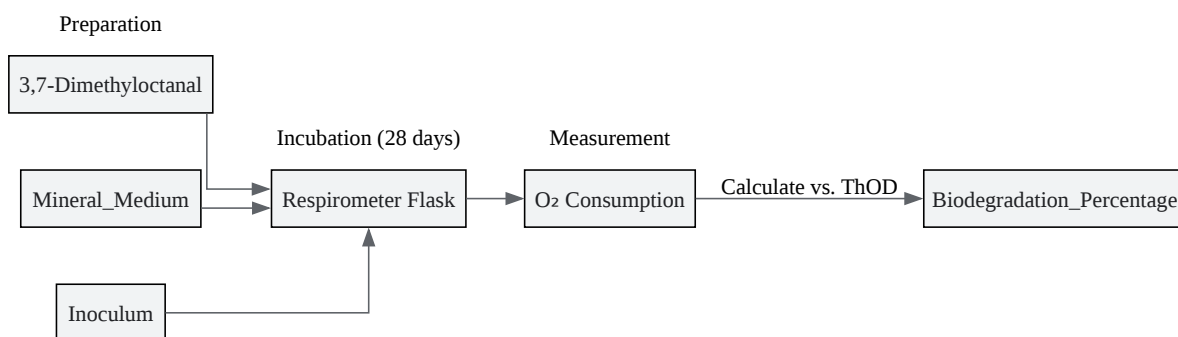 Preparation
3,7-Dimethyloctanal
Incubation (28 days)
Measurement
Mineral_Medium
Respirometer Flask
O₂ Consumption
Calculate vs. ThOD
Biodegradation_Percentage
Inoculum